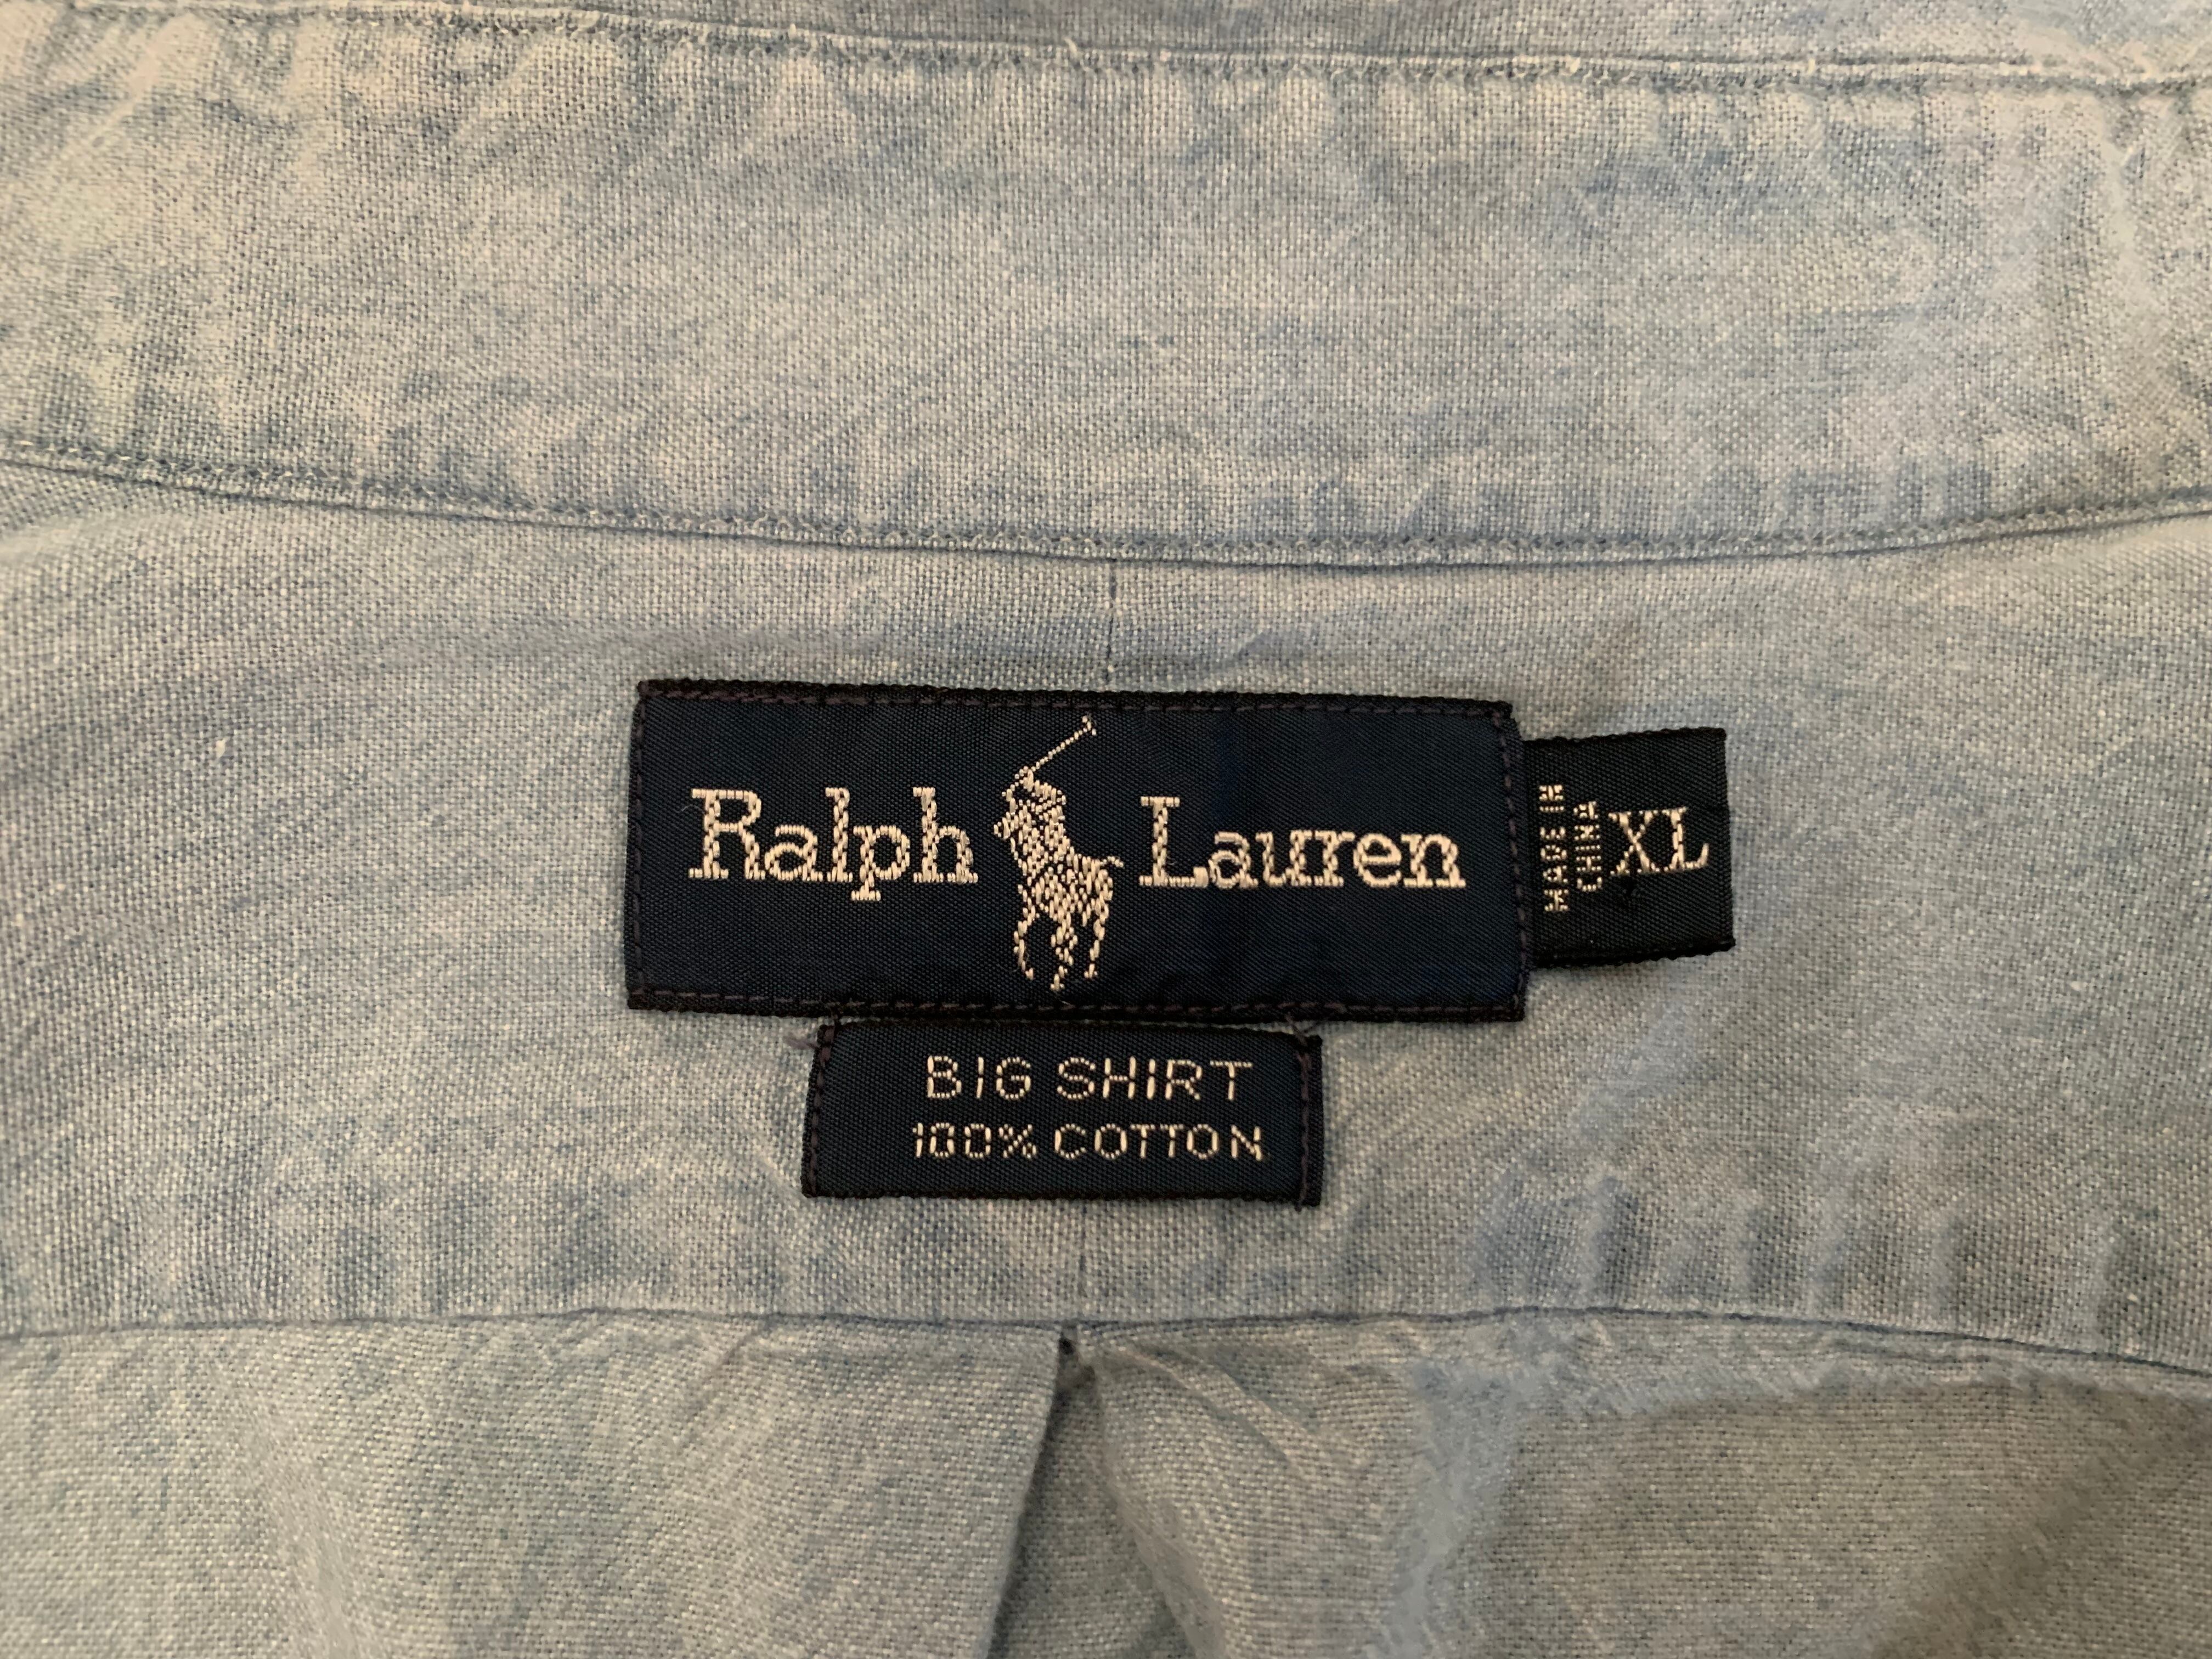 Ralph Lauren
MADE IN
CHINA
XL
BIG SHIRT
100% COTTON